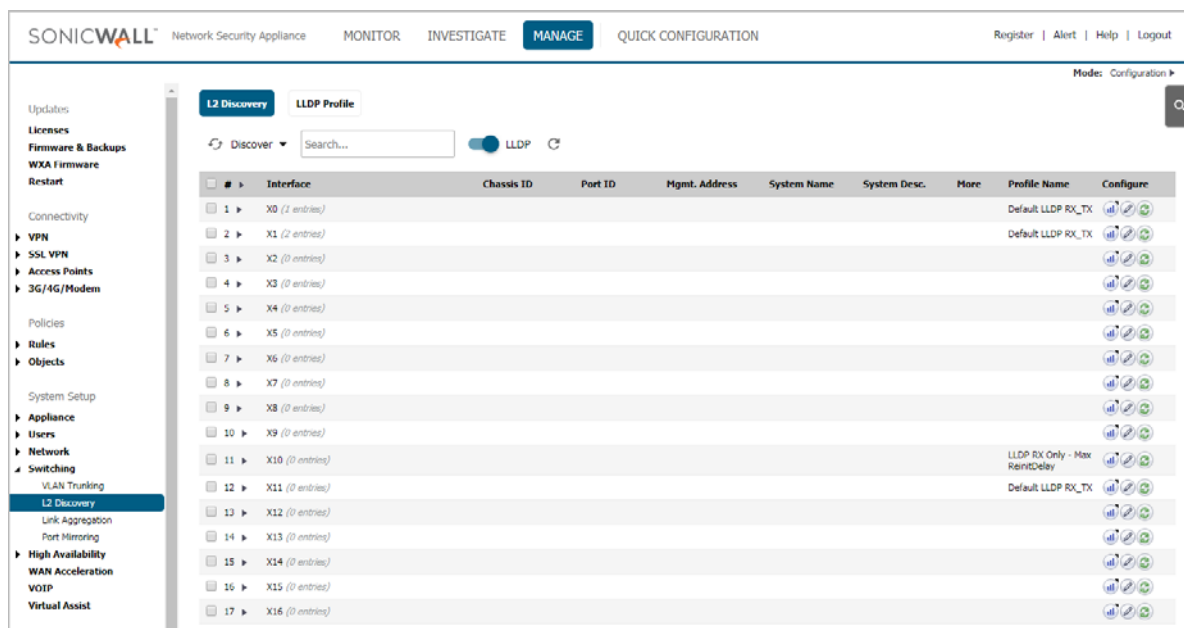 SONICWALL Network Security Appliance MONITOR INVESTIGATE MANAGE QUICK CONFIGURATION Register | Alert | Help | Logout
Mode: Configuration
Updates
Licenses
Firmware & Backups
WXA Firmware
Restart
Connectivity
VPN
SSL VPN
Access Points
3G/4G/Modem
Policies
Rules
Objects
System Setup
Appliance
Users
Network
Switching
VLAN Trunking
L2 Discovery
Link Aggregation
Port Mirroring
High Availability
WAN Acceleration
VOIP
Virtual Assist
L2 Discovery LLDP Profile
Discover Search... LLDP
# Interface Chassis ID Port ID Mgmt. Address System Name System Desc. More Profile Name Configure
1 X0 (1 entries) Default LLDP RX_TX
2 X1 (2 entries) Default LLDP RX_TX
3 X2 (0 entries)
4 X3 (0 entries)
5 X4 (0 entries)
6 X5 (0 entries)
7 X6 (0 entries)
8 X7 (0 entries)
9 X8 (0 entries)
10 X9 (0 entries)
11 X10 (0 entries) LLDP RX Only - Max
ReinitDelay
12 X11 (0 entries) Default LLDP RX_TX
13 X12 (0 entries)
14 X13 (0 entries)
15 X14 (0 entries)
16 X15 (0 entries)
17 X16 (0 entries)